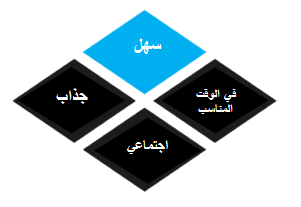 سهل
في الوقت
المناسب
جذاب
اجتماعي